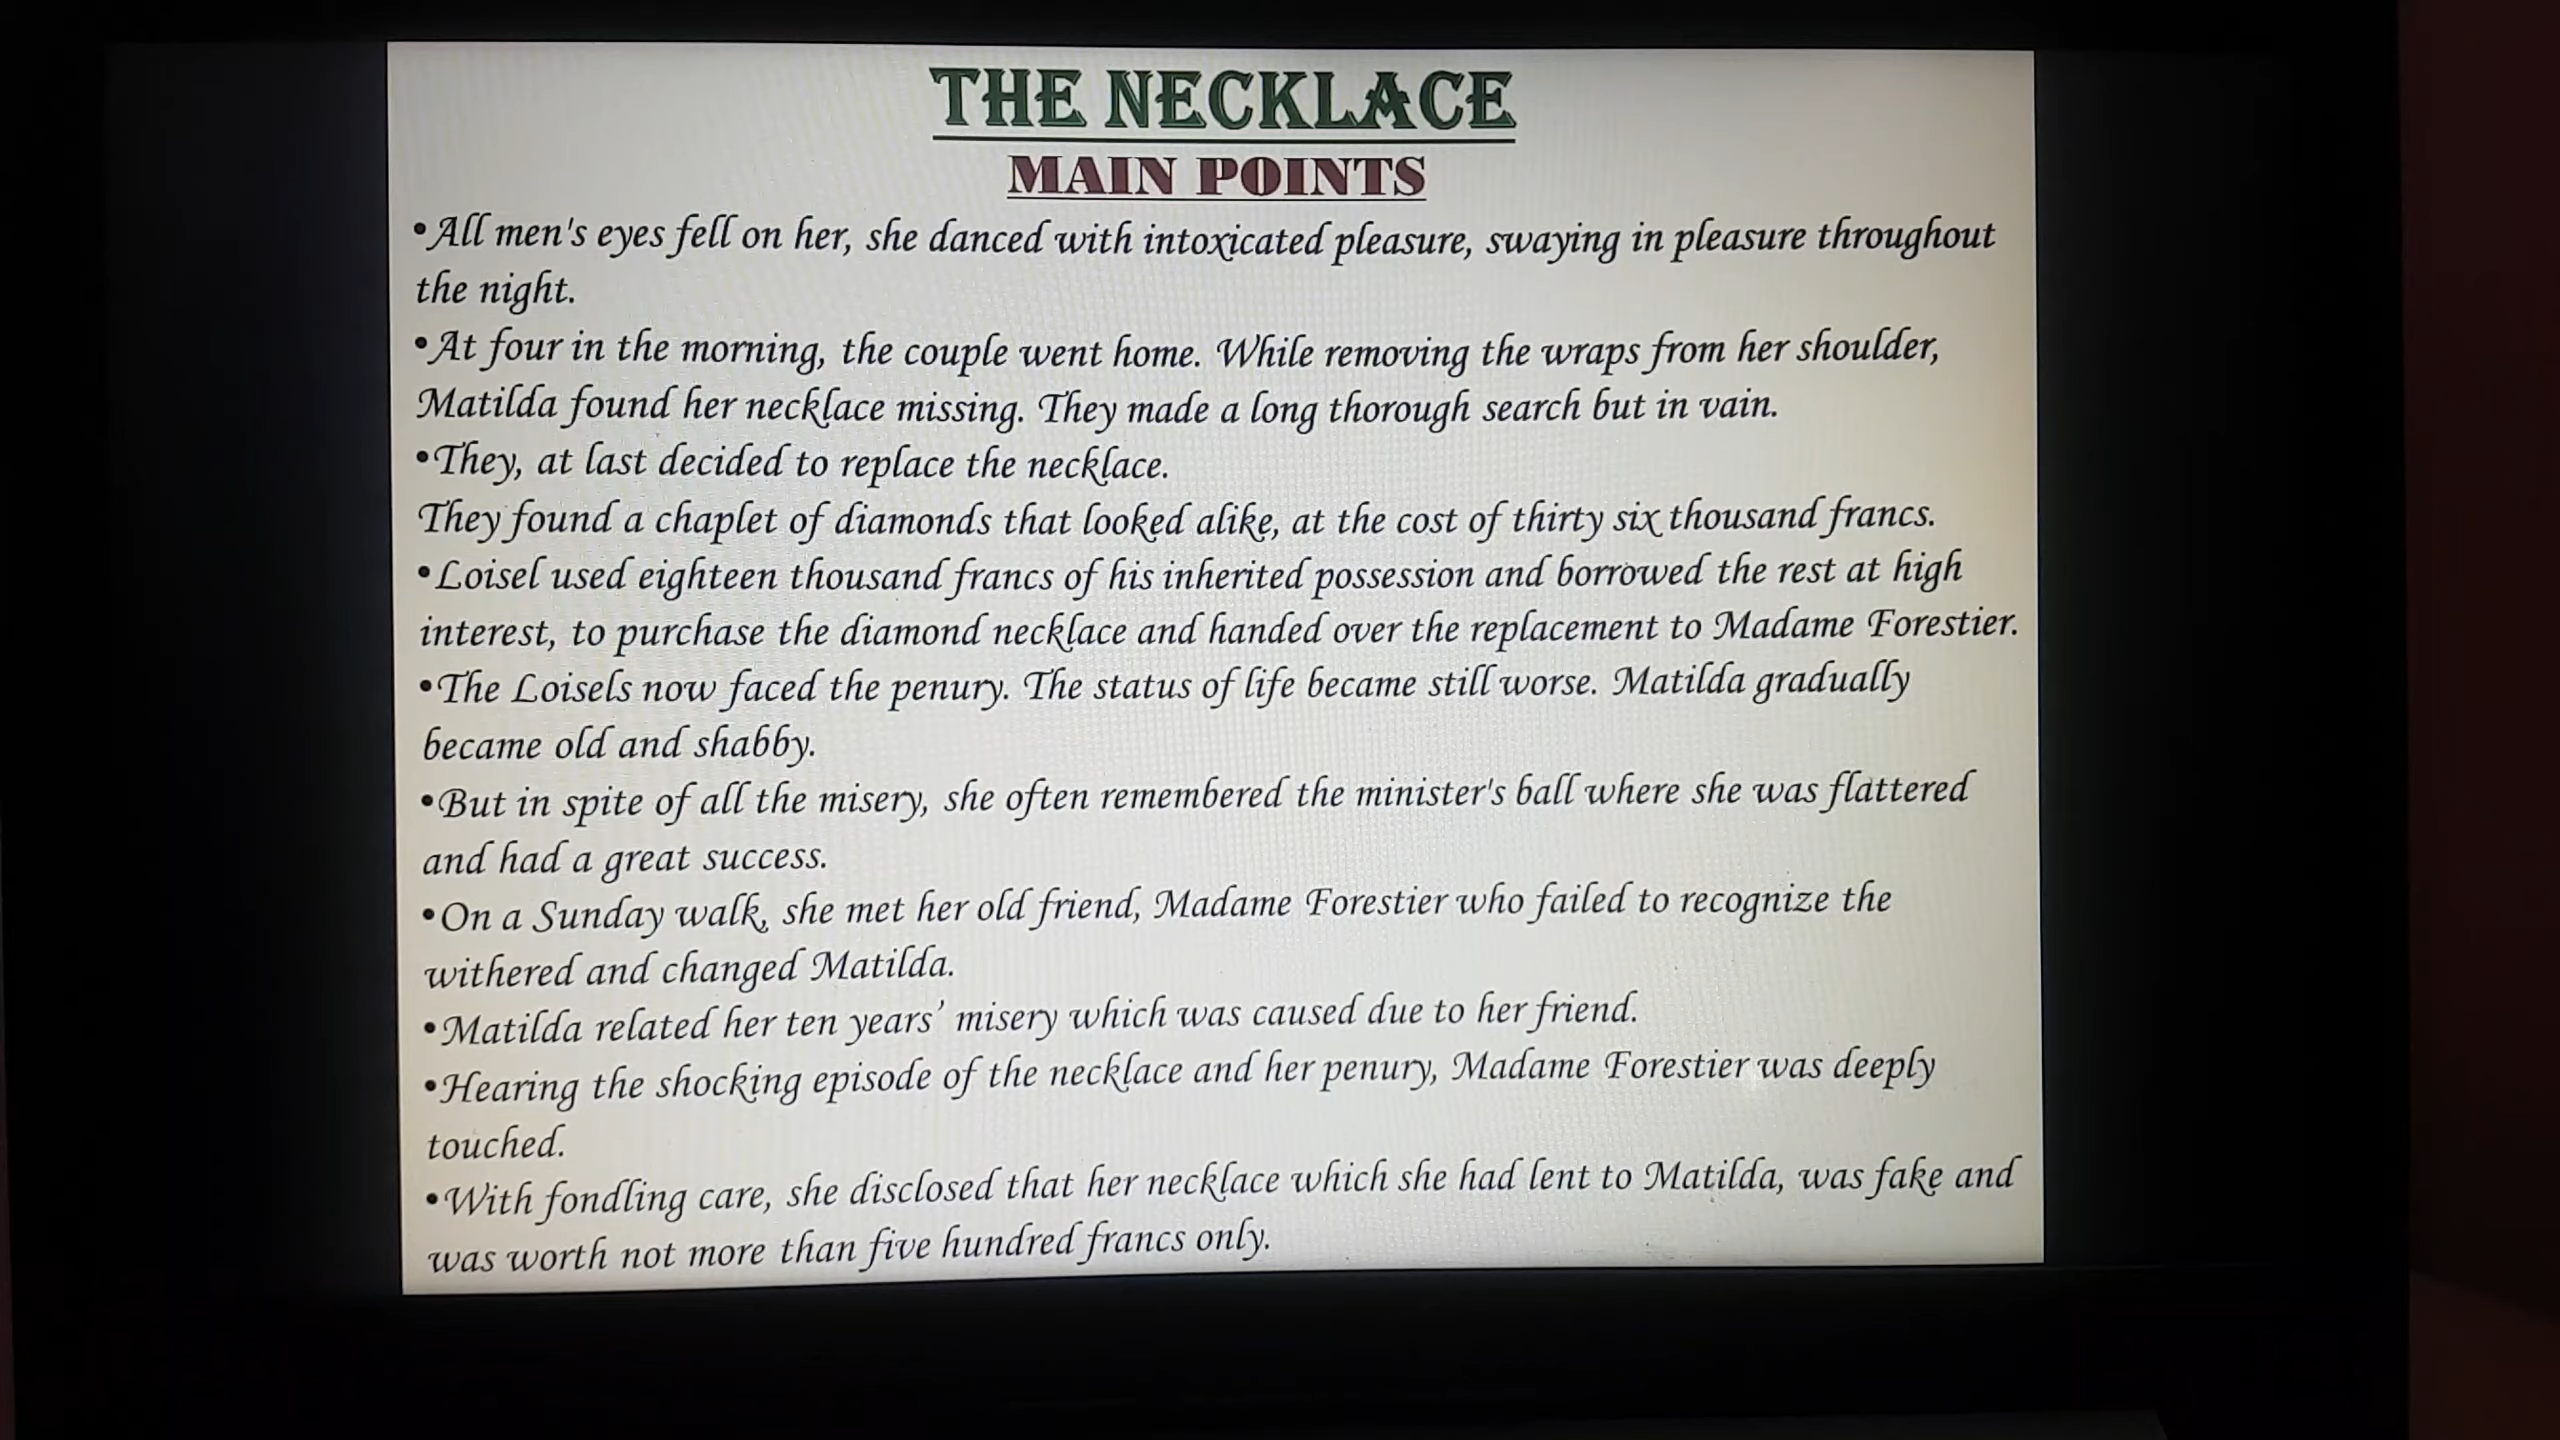 THE NECKLACE
MAIN POINTS
•All men's eyes fell on her, she danced with intoxicated pleasure, swaying in pleasure throughout
the night.
•At four in the morning, the couple went home. While removing the wraps from her shoulder,
Matilda found her necklace missing. They made a long thorough search but in vain.
•They, at last decided to replace the necklace.
They found a chaplet of diamonds that looked alike, at the cost of thirty six thousand francs.
•Loisel used eighteen thousand francs of his inherited possession and borrowed the rest at high
interest, to purchase the diamond necklace and handed over the replacement to Madame Forestier.
•The Loisels now faced the penury. The status of life became still worse. Matilda gradually
became old and shabby.
•But in spite of all the misery, she often remembered the minister's ball where she was flattered
and had a great success.
•On a Sunday walk, she met her old friend, Madame Forestier who failed to recognize the
withered and changed Matilda.
•Matilda related her ten years’ misery which was caused due to her friend.
•Hearing the shocking episode of the necklace and her penury, Madame Forestier was deeply
touched.
•With fondling care, she disclosed that her necklace which she had lent to Matilda, was fake and
was worth not more than five hundred francs only.